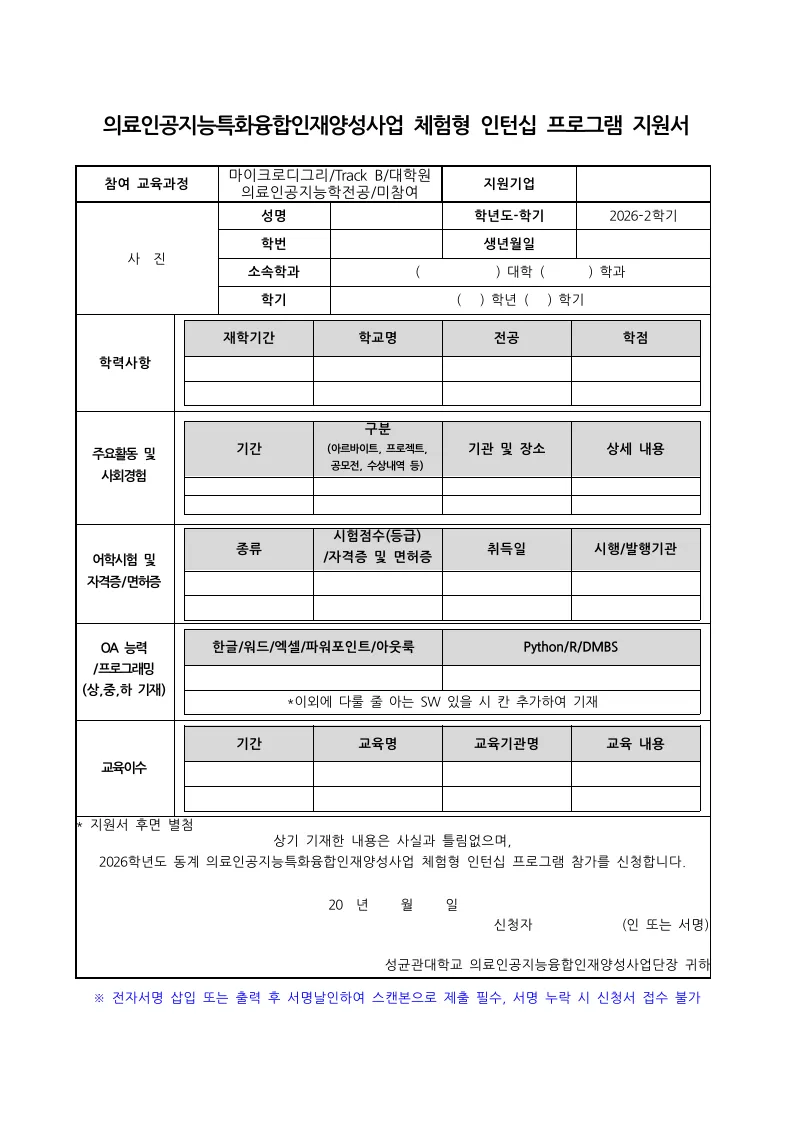 의료인공지능특화융합인재양성사업 체험형 인턴십 프로그램 지원서
참여 교육과정
마이크로디그리/Track B/대학원
의료인공지능학전공/미참여
지원기업
사 진
성명
학년도-학기
2026-2학기
학번
생년월일
소속학과
( ) 대학 ( ) 학과
학기
( ) 학년 ( ) 학기
학력사항
재학기간
학교명
전공
학점
주요활동 및
사회경험
기간
구분
(아르바이트, 프로젝트,
공모전, 수상내역 등)
기관 및 장소
상세 내용
어학시험 및
자격증/면허증
종류
시험점수(등급)
/자격증 및 면허증
취득일
시행/발행기관
OA 능력
/프로그래밍
(상,중,하 기재)
한글/워드/엑셀/파워포인트/아웃룩
Python/R/DMBS
*이외에 다룰 줄 아는 SW 있을 시 칸 추가하여 기재
교육이수
기간
교육명
교육기관명
교육 내용
* 지원서 후면 별첨
상기 기재한 내용은 사실과 틀림없으며,
2026학년도 동계 의료인공지능특화융합인재양성사업 체험형 인턴십 프로그램 참가를 신청합니다.
20 년 월 일
신청자 (인 또는 서명)
성균관대학교 의료인공지능융합인재양성사업단장 귀하
※ 전자서명 삽입 또는 출력 후 서명날인하여 스캔본으로 제출 필수, 서명 누락 시 신청서 접수 불가